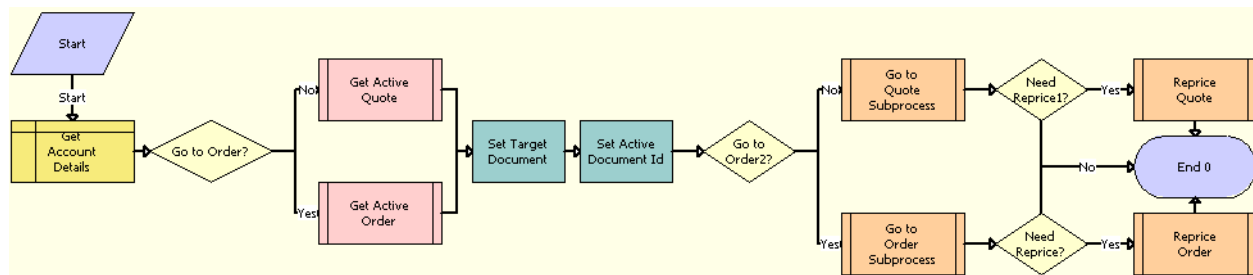 Start
Start
Get
Account
Details
Go to Order?
No
Yes
Get Active
Quote
Get Active
Order
Set Target
Document
Set Active
Document Id
Go to
Order2?
No
Yes
Go to
Quote
Subprocess
Go to
Order
Subprocess
Need
Reprice1?
Yes
Reprice
Quote
No
End 0
Need
Reprice?
Yes
Reprice
Order